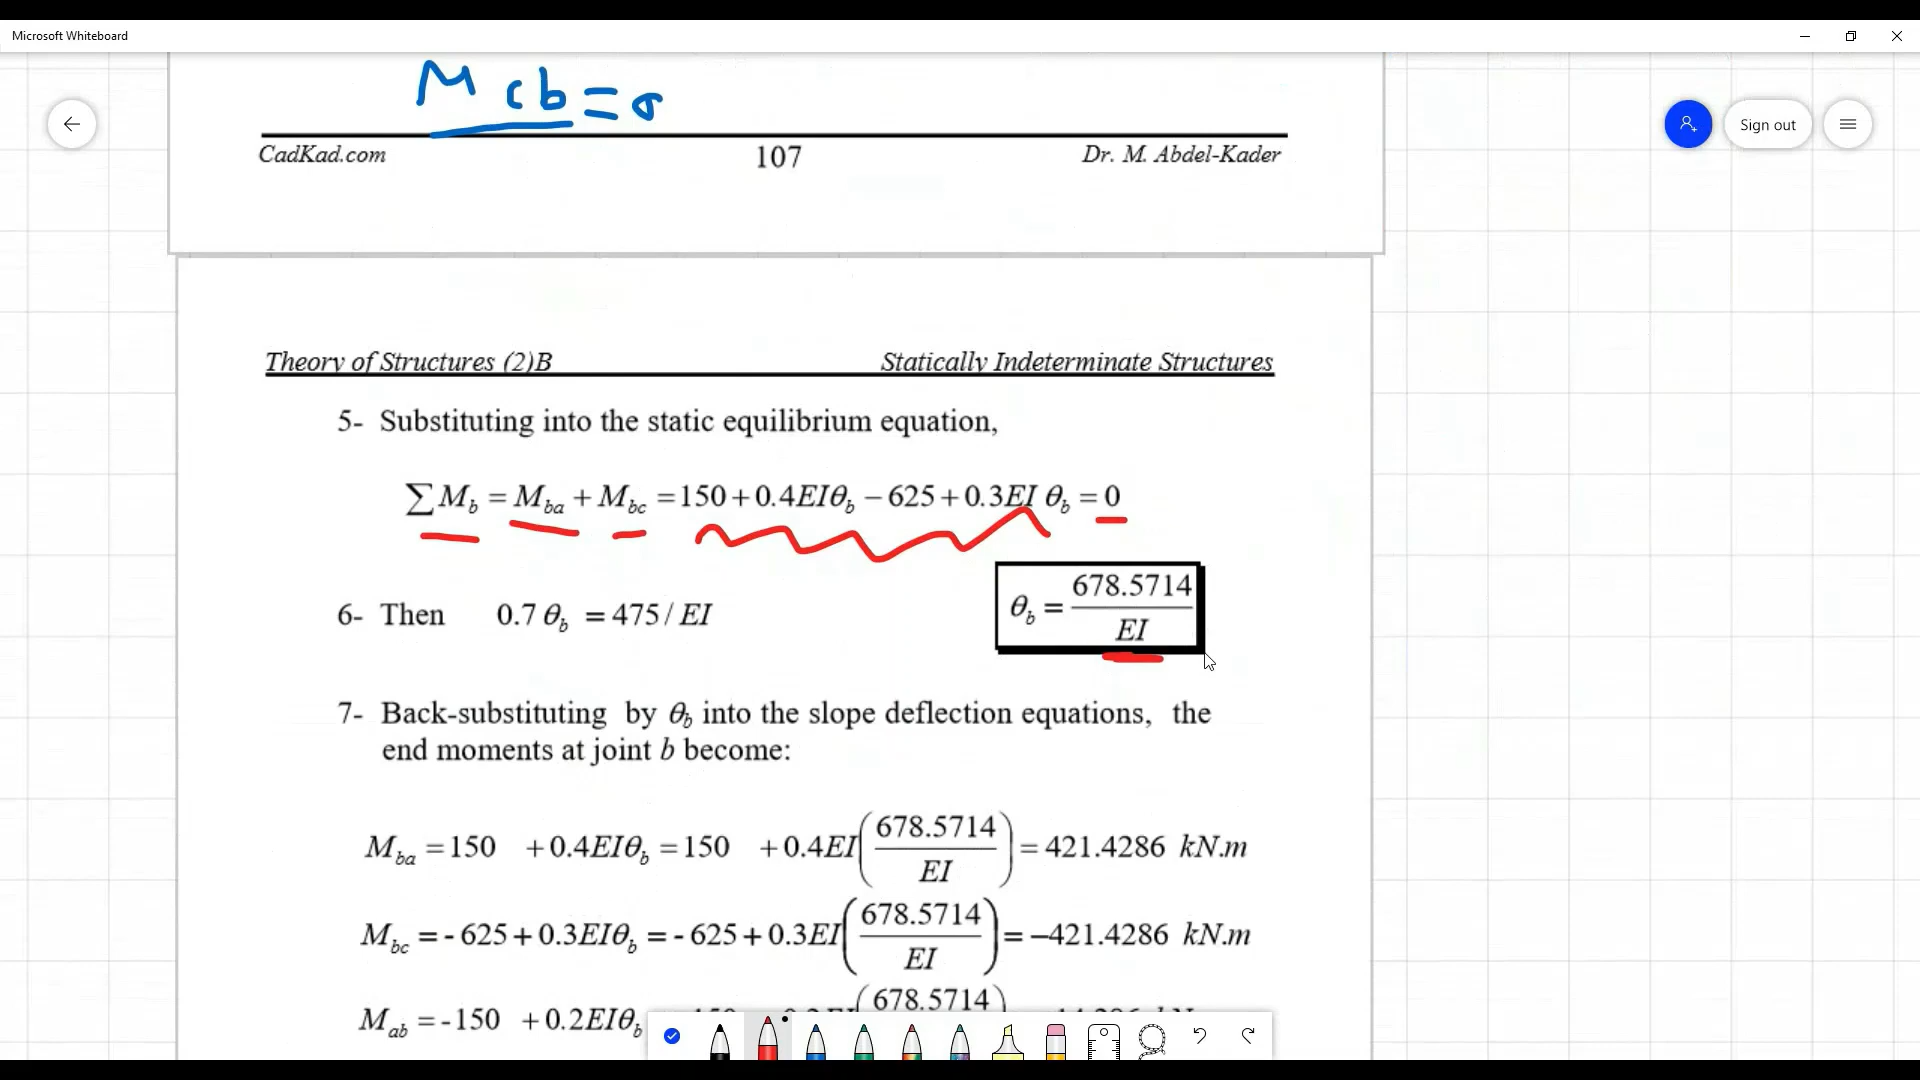 Microsoft Whiteboard
M cb = 0
CadKad.com 107 Dr. M. Abdel-Kader
Sign out
Theory of Structures (2)B Statically Indeterminate Structures
5- Substituting into the static equilibrium equation,
∑ M_b = M_ba + M_bc = 150 + 0.4EIθ_b − 625 + 0.3EI θ_b = 0
6- Then 0.7 θ_b = 475 / EI θ_b = 678.5714 / EI
7- Back-substituting by θ_b into the slope deflection equations, the
end moments at joint b become:
M_ba = 150 + 0.4EIθ_b = 150 + 0.4EI(678.5714 / EI) = 421.4286 kN.m
M_bc = - 625 + 0.3EIθ_b = - 625 + 0.3EI(678.5714 / EI) = −421.4286 kN.m
M_ab = -150 + 0.2EIθ_b (678.5714